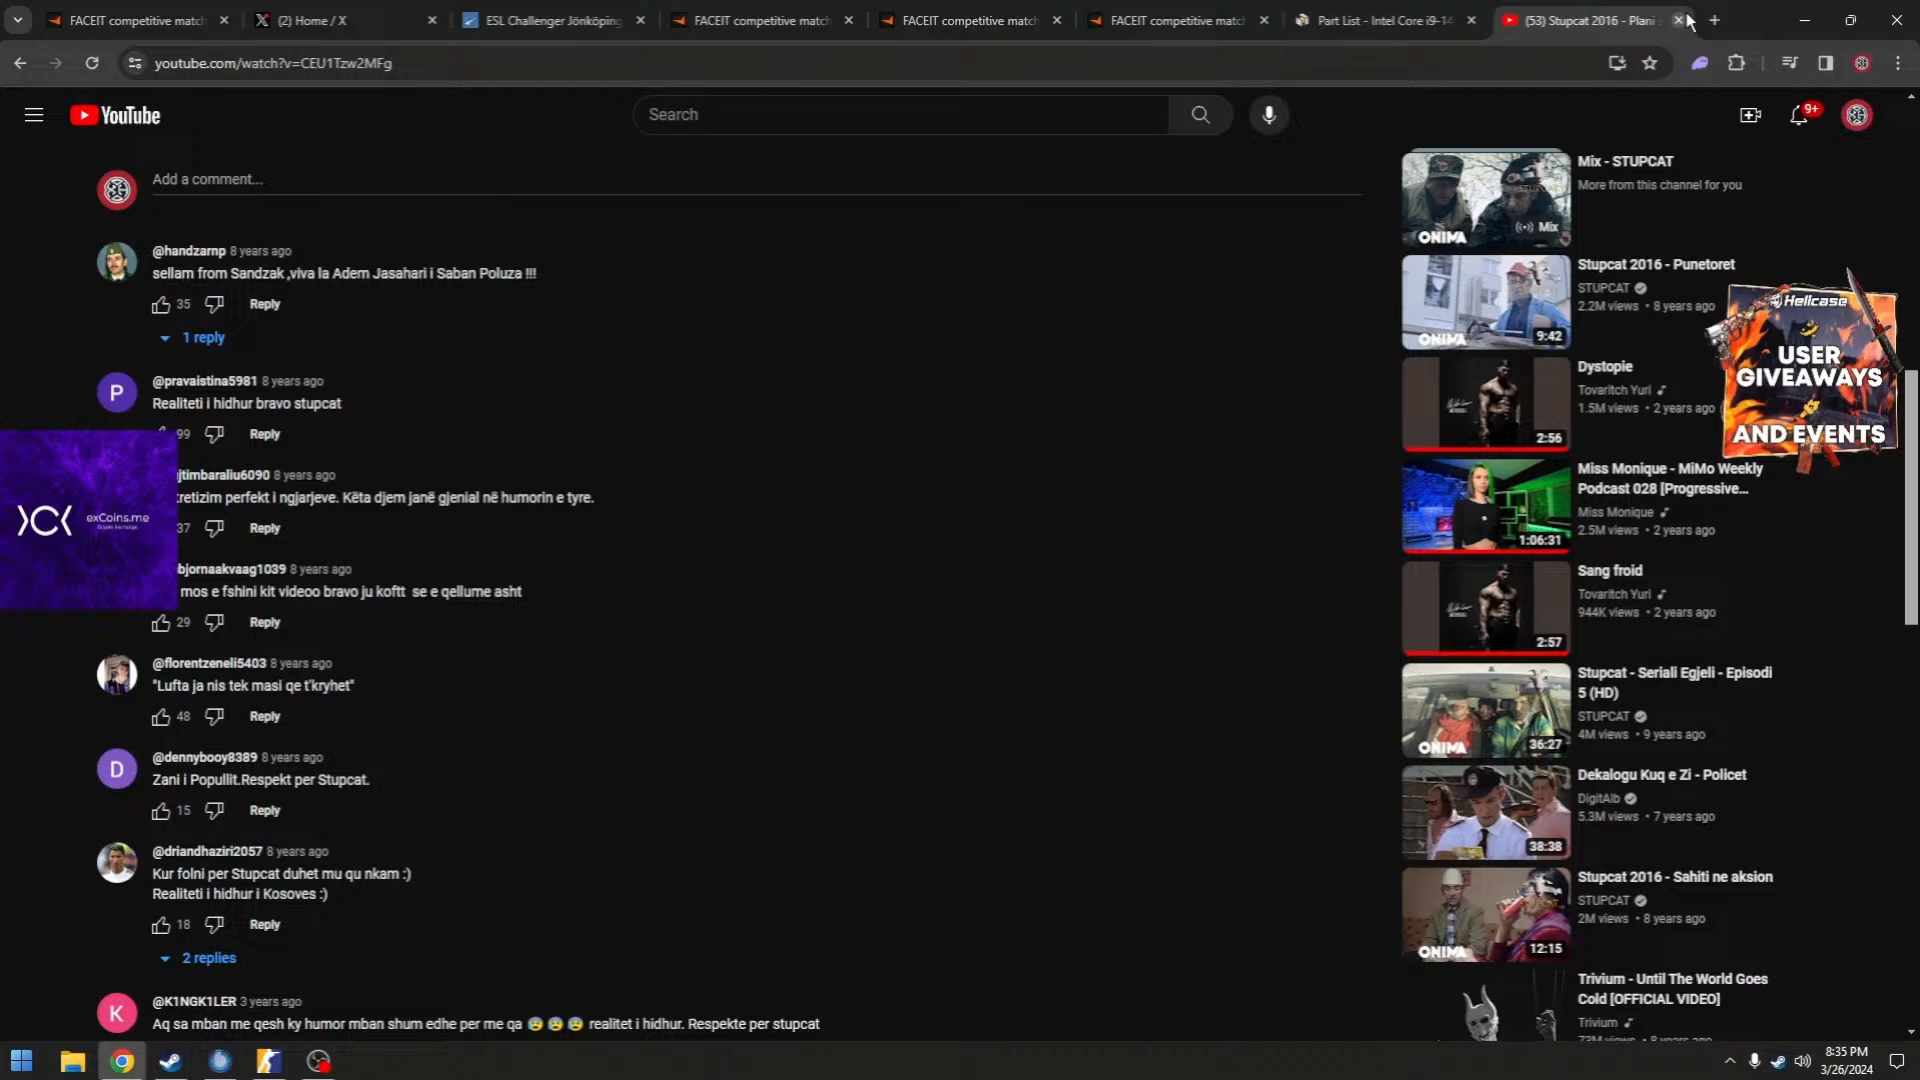 FACEIT competitive match
(2) Home / X
ESL Challenger Jönköping
FACEIT competitive matc
FACEIT competitive matc
FACEIT competitive matc
Part List - Intel Core i9-14
(53) Stupcat 2016 - Plani
youtube.com/watch?v=CEU1Tzw2MFg
YouTube
Search
9+
Add a comment...
@handzarnp 8 years ago
sellam from Sandzak ,viva la Adem Jasahari i Saban Poluza !!!
35 Reply
1 reply
P
@pravaistina5981 8 years ago
Realiteti i hidhur bravo stupcat
99 Reply
jtimbaraliu6090 8 years ago
retizim perfekt i ngjarjeve. Këta djem janë gjenial në humorin e tyre.
37 Reply
exCoins.me
bjornaakvaag1039 8 years ago
mos e fshini kit videoo bravo ju koftt se e qellume asht
29 Reply
@florentzeneli5403 8 years ago
"Lufta ja nis tek masi qe t'kryhet"
48 Reply
D
@dennybooy8389 8 years ago
Zani i Popullit.Respekt per Stupcat.
15 Reply
@driandhaziri2057 8 years ago
Kur folni per Stupcat duhet mu qu nkam :)
Realiteti i hidhur i Kosoves :)
18 Reply
2 replies
K
@K1NGK1LER 3 years ago
Aq sa mban me qesh ky humor mban shum edhe per me qa 😰😰😰 realitet i hidhur. Respekte per stupcat
ONIMA
Mix
Mix - STUPCAT
More from this channel for you
ONIMA
9:42
Stupcat 2016 - Punetoret
STUPCAT
2.2M views • 8 years ago
2:56
Dystopie
Tovaritch Yuri
1.5M views • 2 years ago
Hellcase
USER
GIVEAWAYS
AND EVENTS
1:06:31
Miss Monique - MiMo Weekly
Podcast 028 [Progressive...
Miss Monique
2.5M views • 2 years ago
2:57
Sang froid
Tovaritch Yuri
944K views • 2 years ago
ONIMA
36:27
Stupcat - Seriali Egjeli - Episodi
5 (HD)
STUPCAT
4M views • 9 years ago
38:38
Dekalogu Kuq e Zi - Policet
DigitAlb
5.3M views • 7 years ago
ONIMA
12:15
Stupcat 2016 - Sahiti ne aksion
STUPCAT
2M views • 8 years ago
Trivium - Until The World Goes
Cold [OFFICIAL VIDEO]
Trivium
73M views • 8 years ago
8:35 PM
3/26/2024